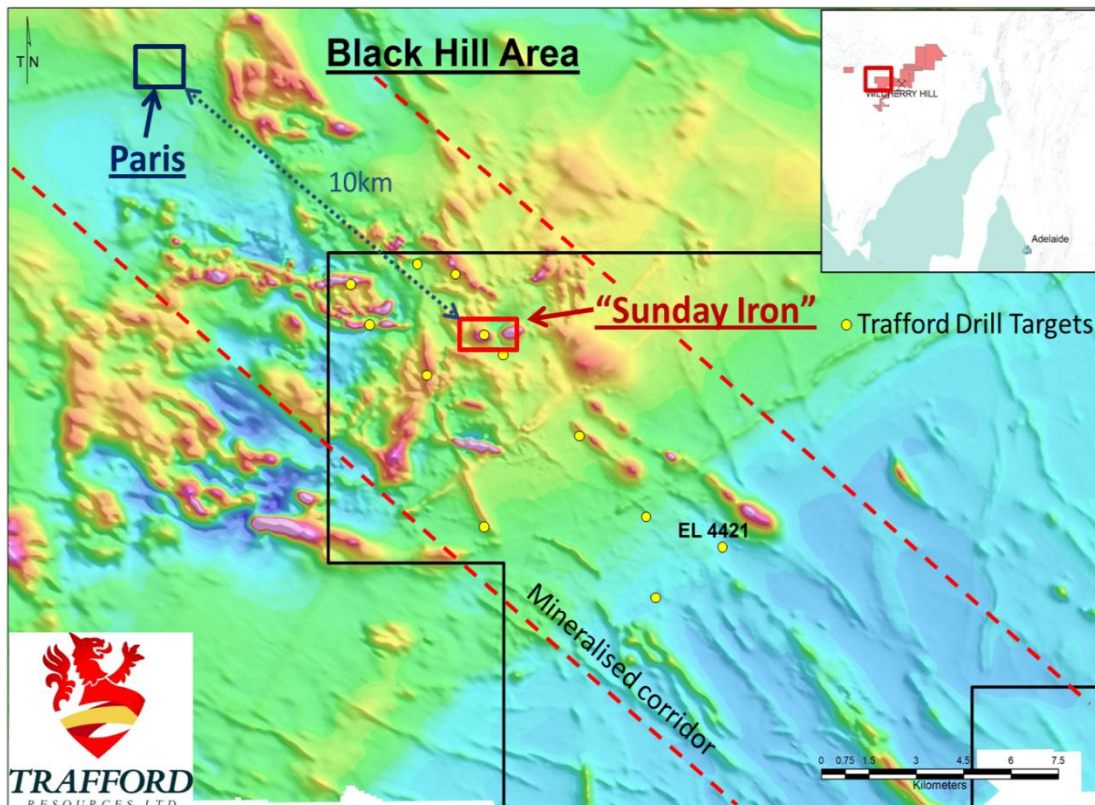 Black Hill Area
T N
Paris
10km
WILCHERRY HILL
Adelaide
“Sunday Iron”
Trafford Drill Targets
EL 4421
Mineralised corridor
0 0.75 1.5 3 4.5 6 7.5
Kilometers
TRAFFORD
RESOURCES LTD